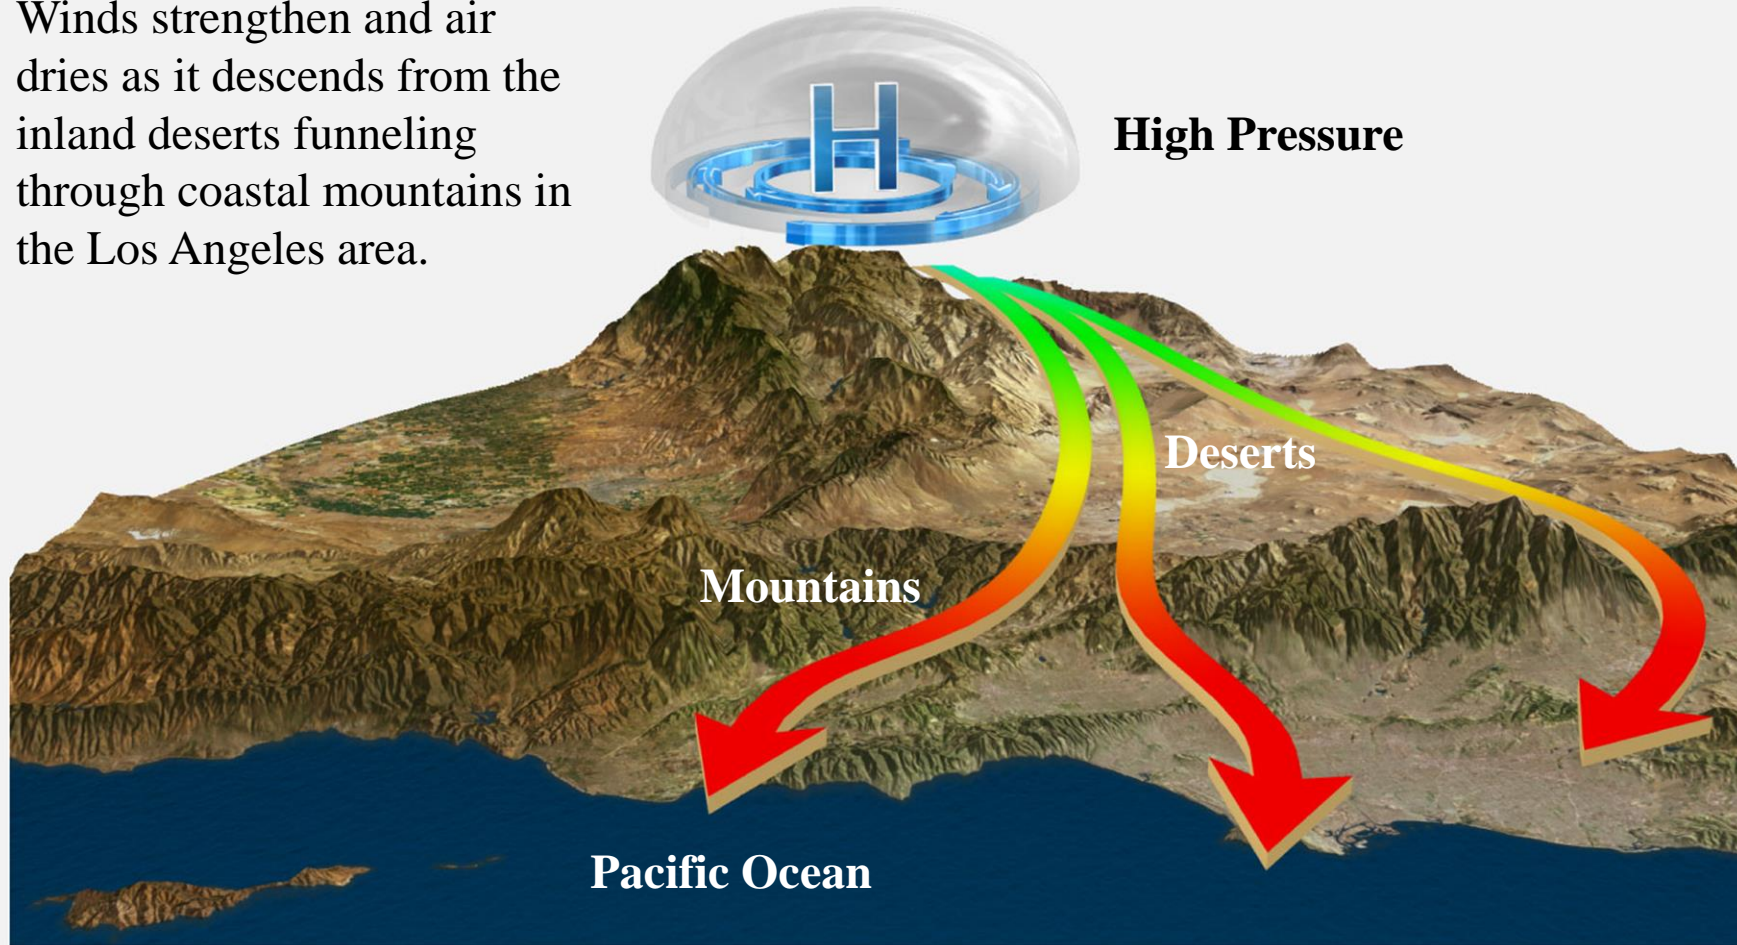 Winds strengthen and air
dries as it descends from the
inland deserts funneling
through coastal mountains in
the Los Angeles area.
H
High Pressure
Deserts
Mountains
Pacific Ocean